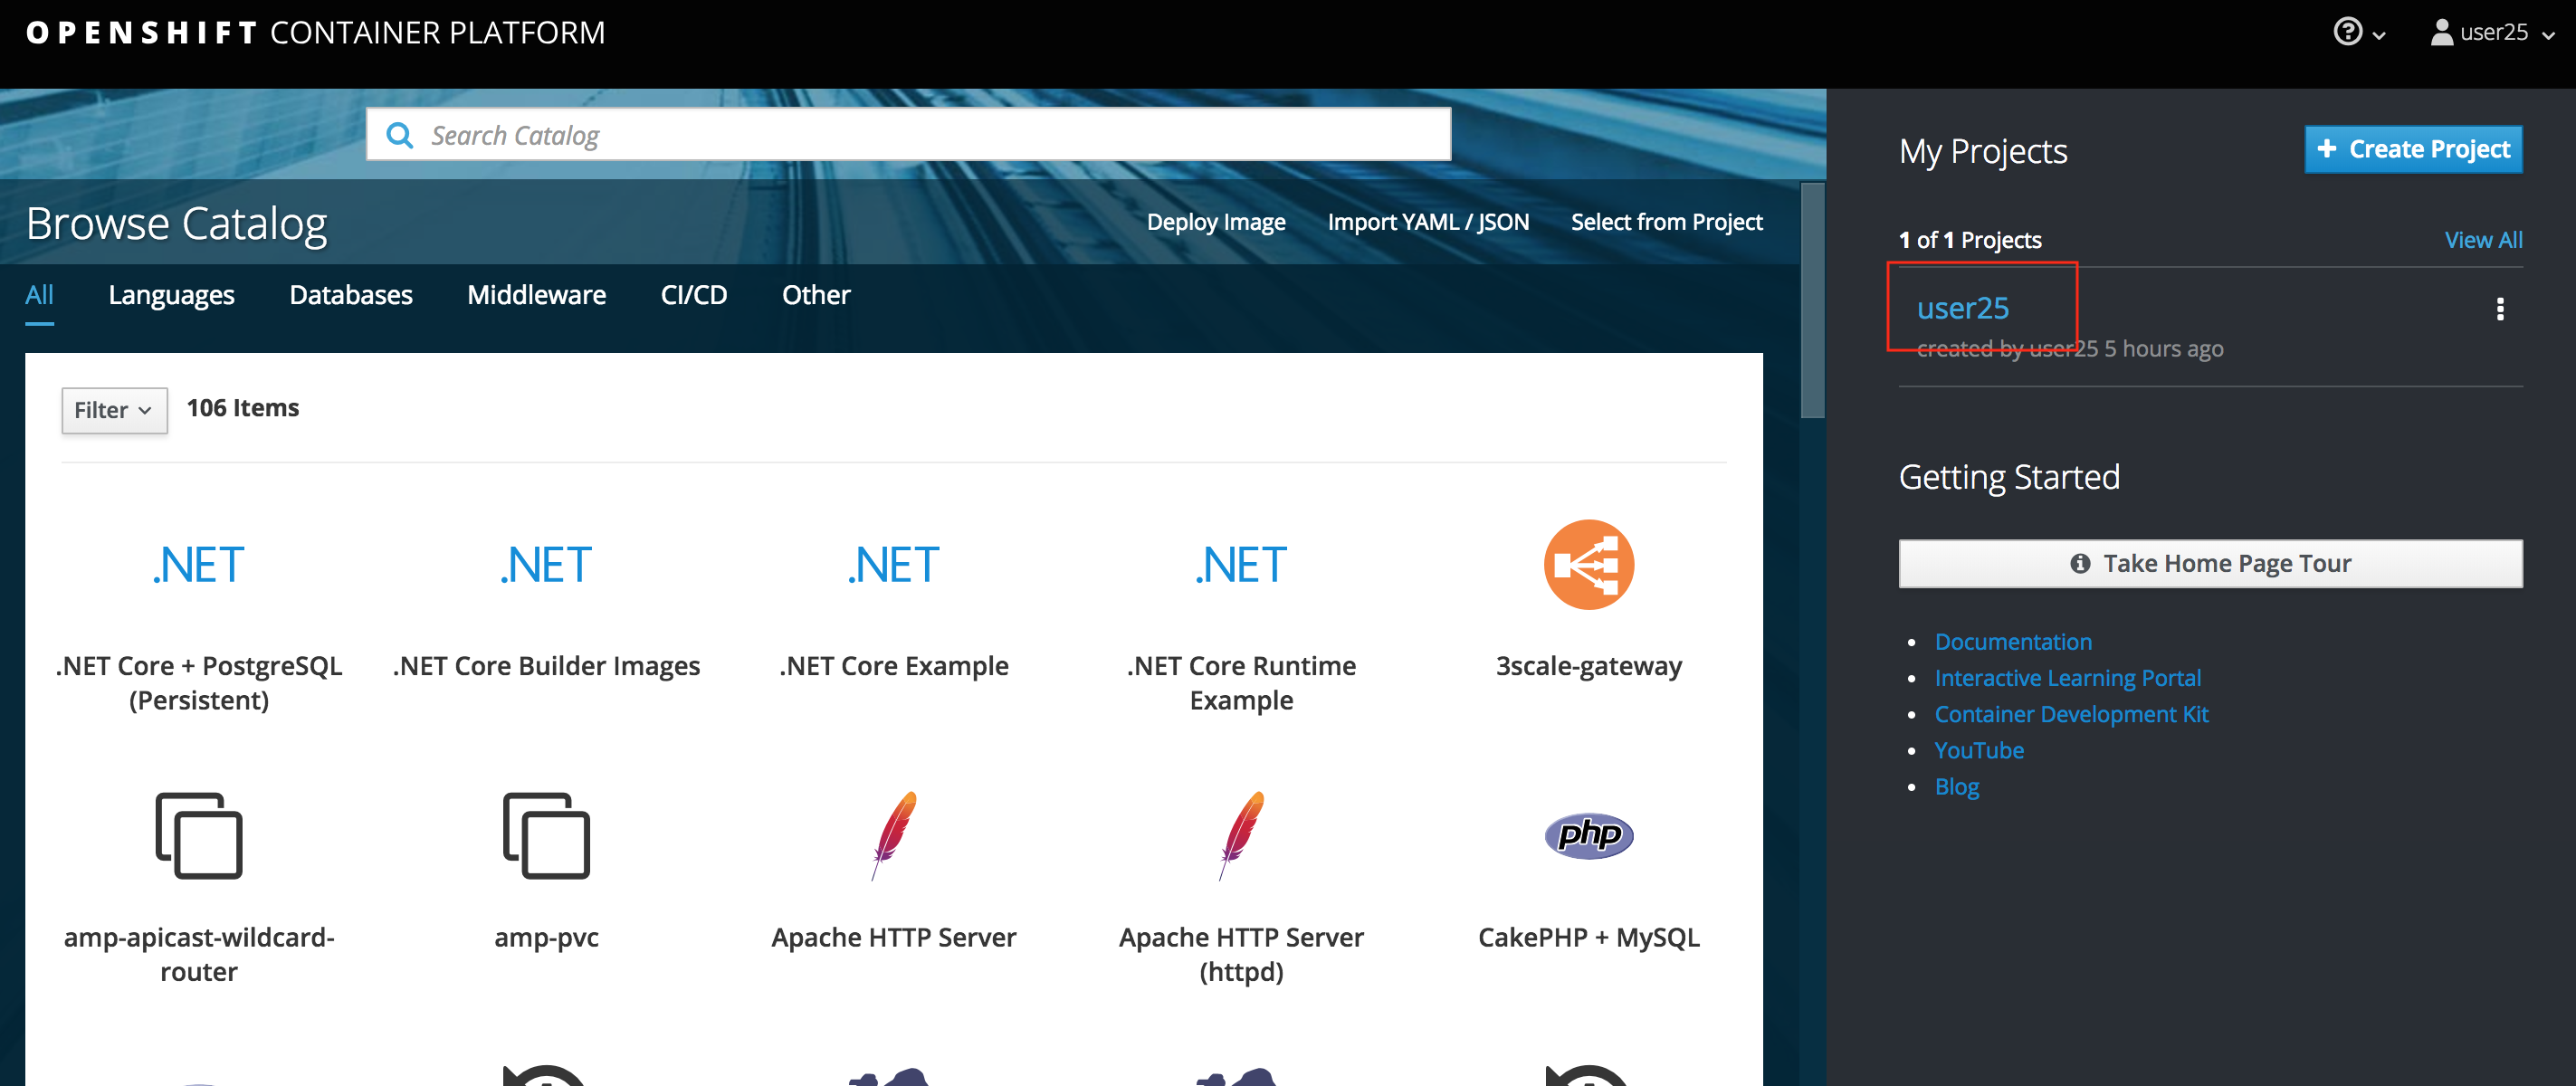 OPENSHIFT CONTAINER PLATFORM
user25
Search Catalog
Browse Catalog
Deploy Image
Import YAML / JSON
Select from Project
All
Languages
Databases
Middleware
CI/CD
Other
Filter
106 Items
.NET
.NET
.NET
.NET
.NET Core + PostgreSQL
(Persistent)
.NET Core Builder Images
.NET Core Example
.NET Core Runtime
Example
3scale-gateway
php
amp-apicast-wildcard-
router
amp-pvc
Apache HTTP Server
Apache HTTP Server
(httpd)
CakePHP + MySQL
My Projects
+ Create Project
1 of 1 Projects
View All
user25
created by user25 5 hours ago
Getting Started
Take Home Page Tour
Documentation
Interactive Learning Portal
Container Development Kit
YouTube
Blog